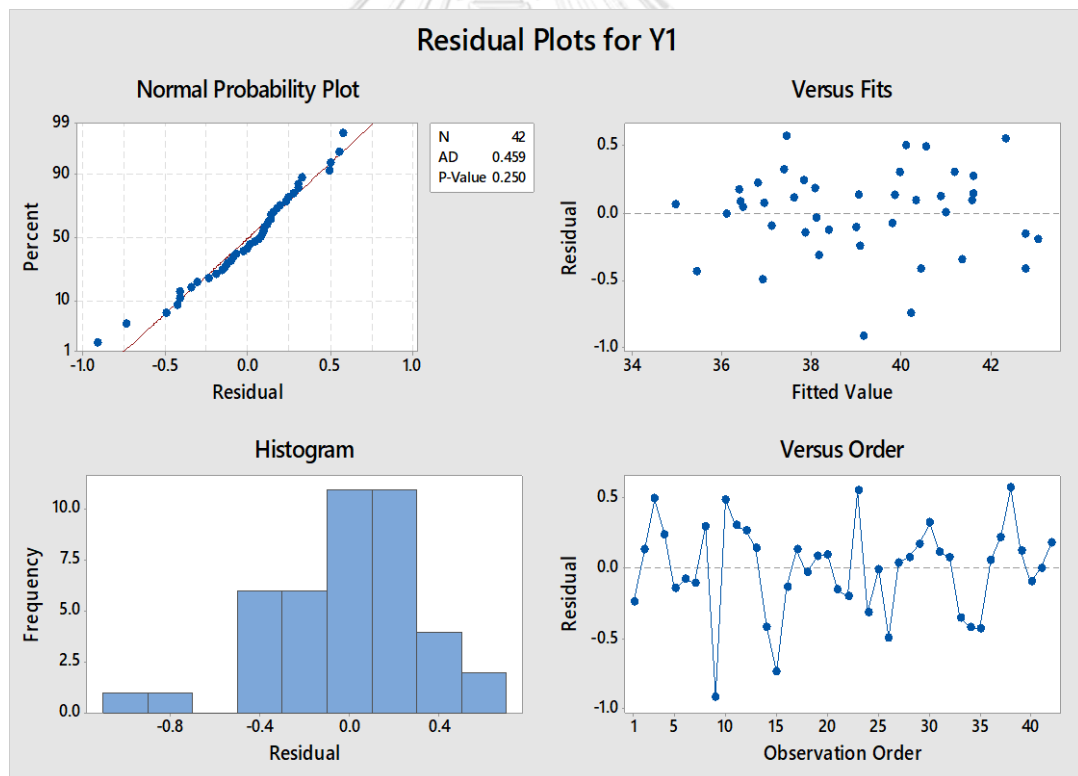 Residual Plots for Y1
Normal Probability Plot
99
90
50
10
1
Percent
-1.0 -0.5 0.0 0.5 1.0
Residual
N 42
AD 0.459
P-Value 0.250
Versus Fits
0.5
0.0
-0.5
-1.0
Residual
34 36 38 40 42
Fitted Value
Histogram
10.0
7.5
5.0
2.5
0.0
Frequency
-0.8 -0.4 0.0 0.4
Residual
Versus Order
0.5
0.0
-0.5
-1.0
Residual
1 5 10 15 20 25 30 35 40
Observation Order